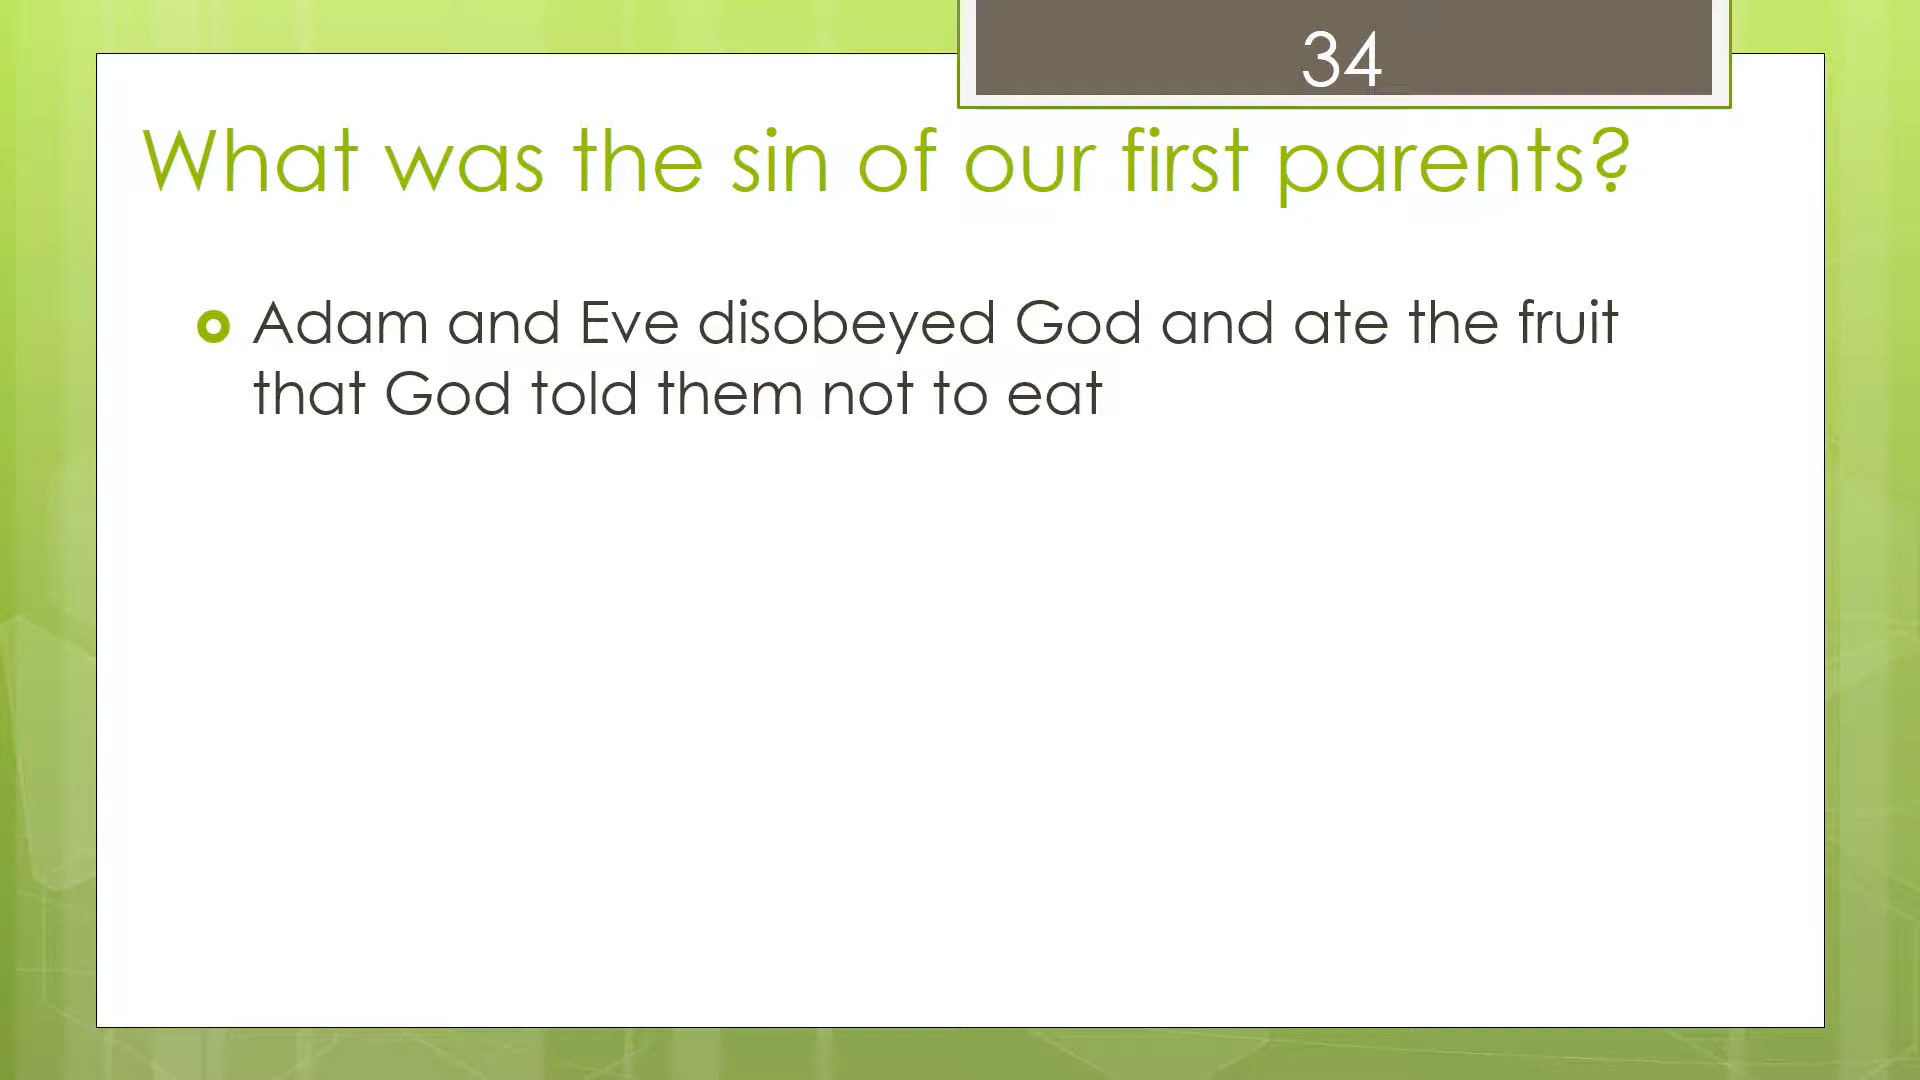 34
What was the sin of our first parents?
Adam and Eve disobeyed God and ate the fruit
that God told them not to eat